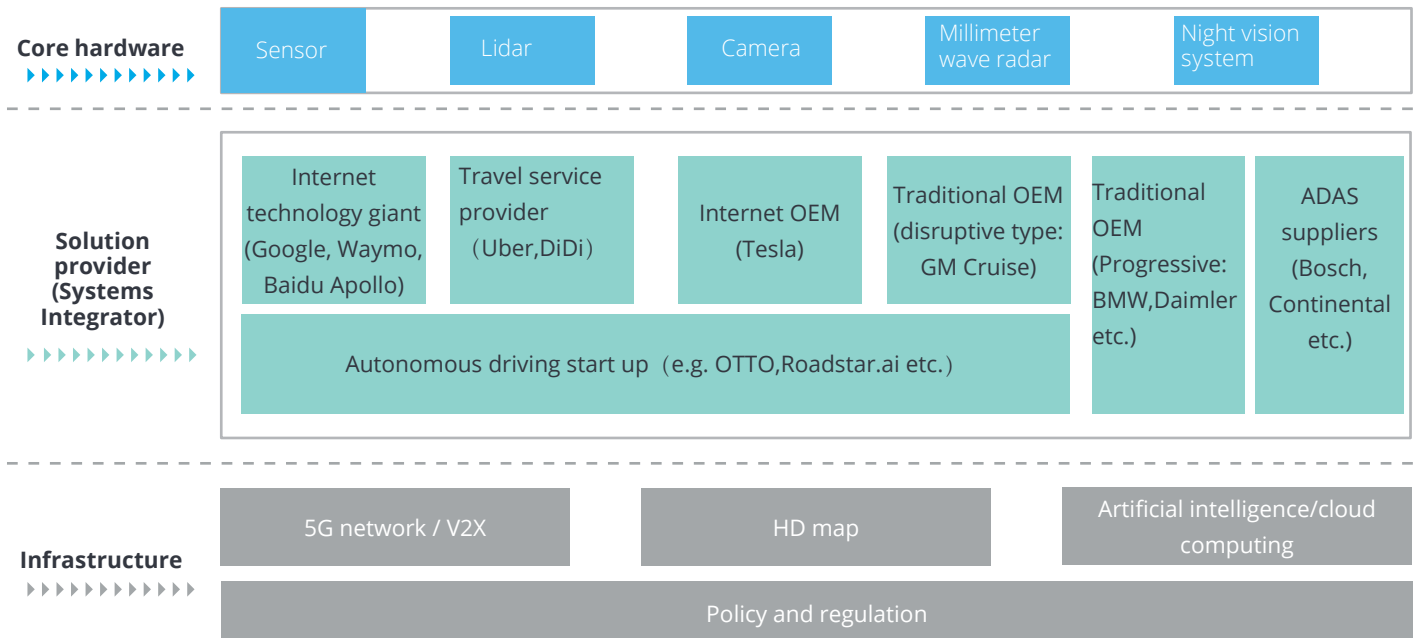 Core hardware
Sensor
Lidar
Camera
Millimeter
wave radar
Night vision
system
Solution
provider
(Systems
Integrator)
Internet
technology giant
(Google, Waymo,
Baidu Apollo)
Travel service
provider
（Uber,DiDi）
Internet OEM
(Tesla)
Traditional OEM
(disruptive type:
GM Cruise)
Traditional
OEM
(Progressive:
BMW,Daimler
etc.)
ADAS
suppliers
(Bosch,
Continental
etc.)
Autonomous driving start up（e.g. OTTO,Roadstar.ai etc.）
Infrastructure
5G network / V2X
HD map
Artificial intelligence/cloud
computing
Policy and regulation